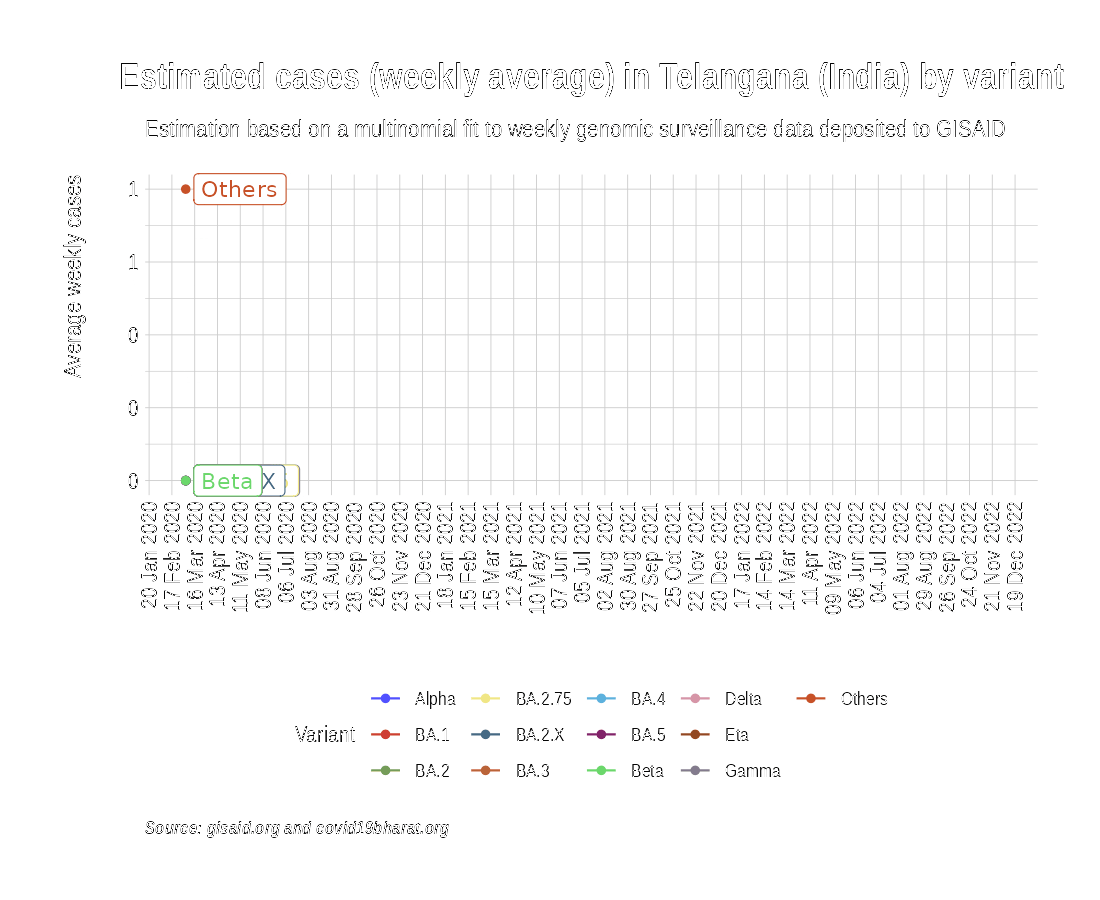 Estimated cases (weekly average) in Telangana (India) by variant
Estimation based on a multinomial fit to weekly genomic surveillance data deposited to GISAID
Average weekly cases
1
1
0
0
0
Others
Beta
X
20 Jan 2020
17 Feb 2020
16 Mar 2020
13 Apr 2020
11 May 2020
08 Jun 2020
06 Jul 2020
03 Aug 2020
31 Aug 2020
28 Sep 2020
26 Oct 2020
23 Nov 2020
21 Dec 2020
18 Jan 2021
15 Feb 2021
15 Mar 2021
12 Apr 2021
10 May 2021
07 Jun 2021
05 Jul 2021
02 Aug 2021
30 Aug 2021
27 Sep 2021
25 Oct 2021
22 Nov 2021
20 Dec 2021
17 Jan 2022
14 Feb 2022
14 Mar 2022
11 Apr 2022
09 May 2022
06 Jun 2022
04 Jul 2022
01 Aug 2022
29 Aug 2022
26 Sep 2022
24 Oct 2022
21 Nov 2022
19 Dec 2022
Variant
Alpha
BA.1
BA.2
BA.2.75
BA.2.X
BA.3
BA.4
BA.5
Beta
Delta
Eta
Gamma
Others
Source: gisaid.org and covid19bharat.org